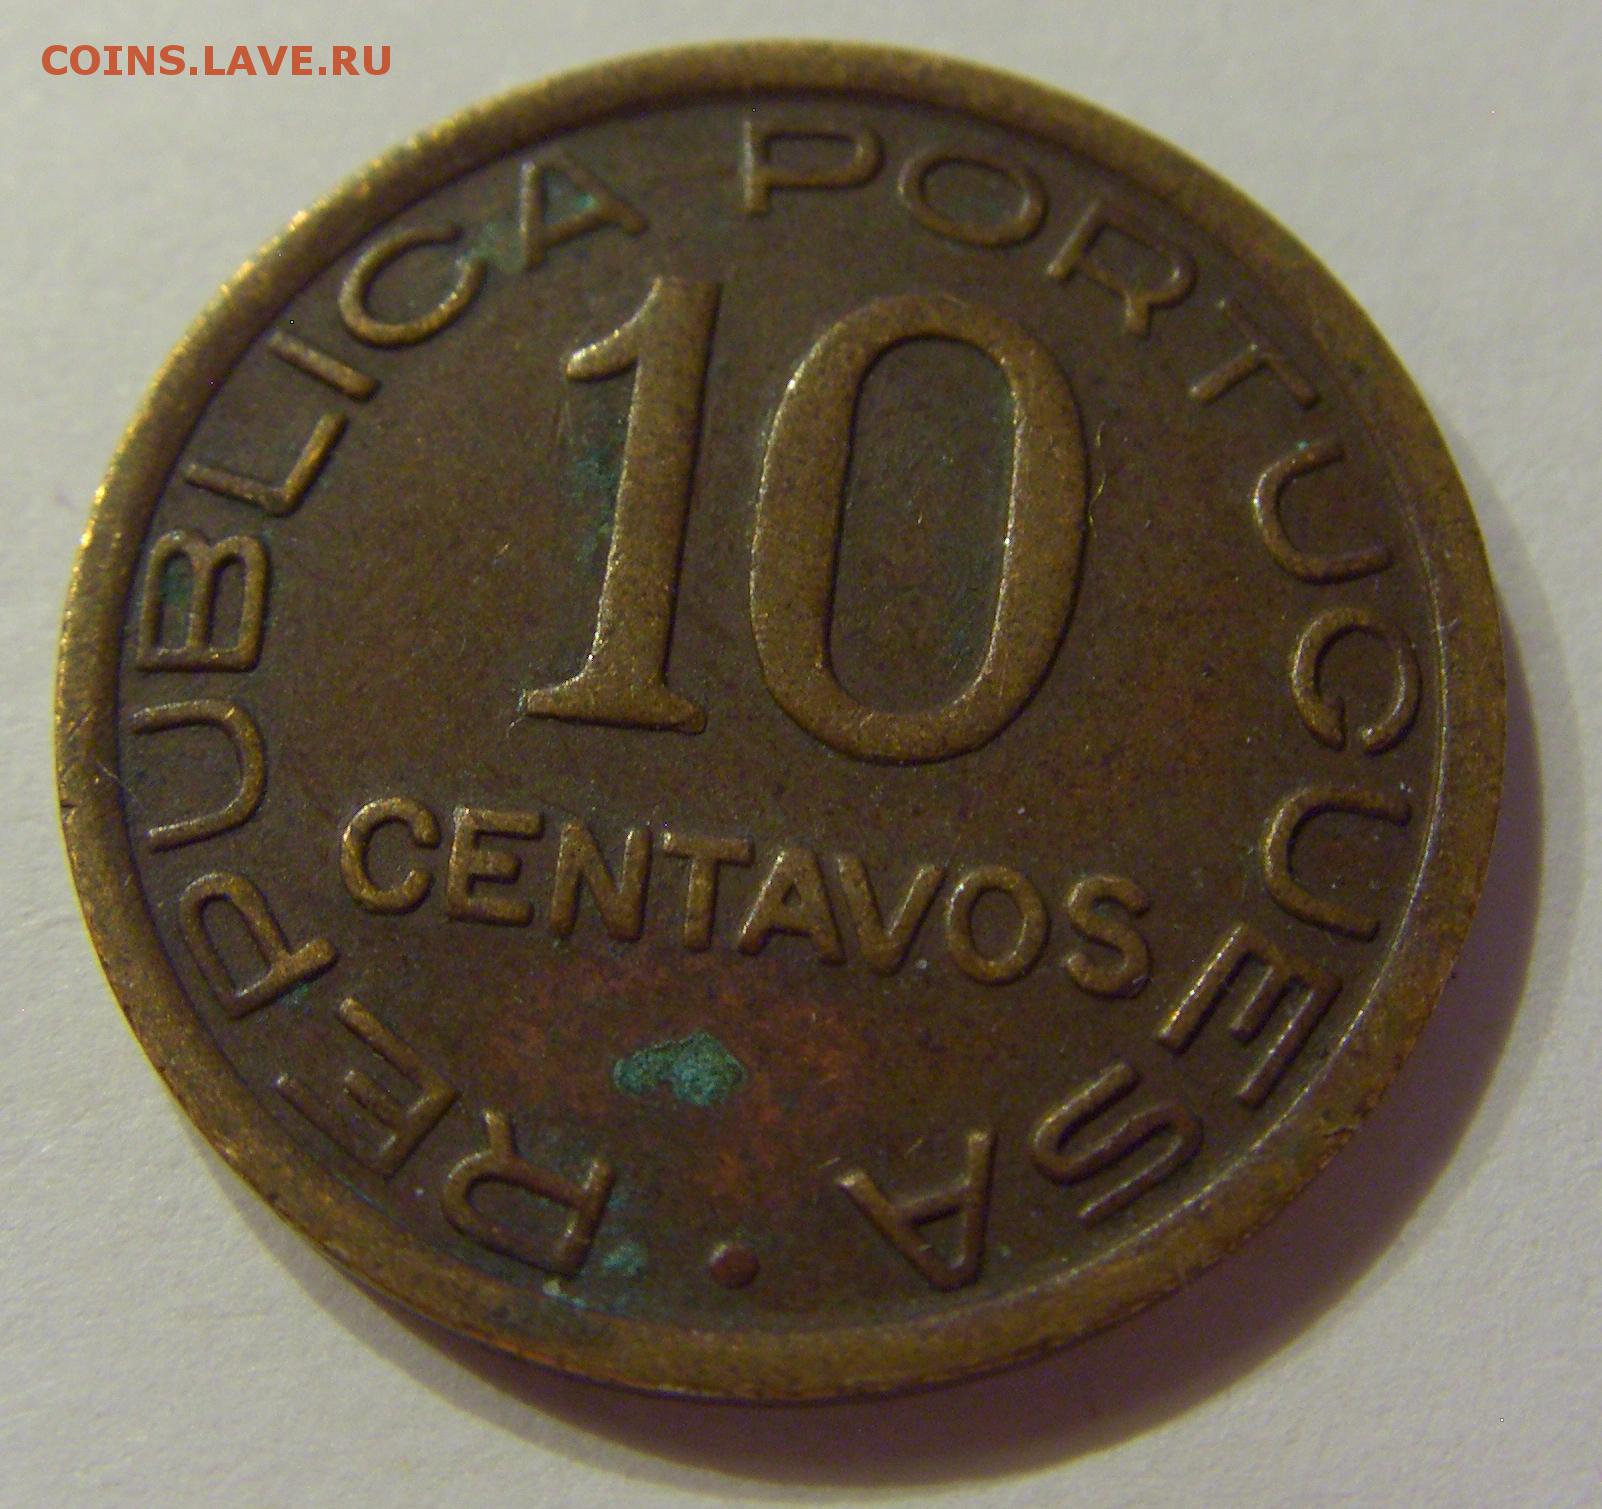 COINS.LAVE.RU
REPUBLICA PORTUGUESA
10
CENTAVOS